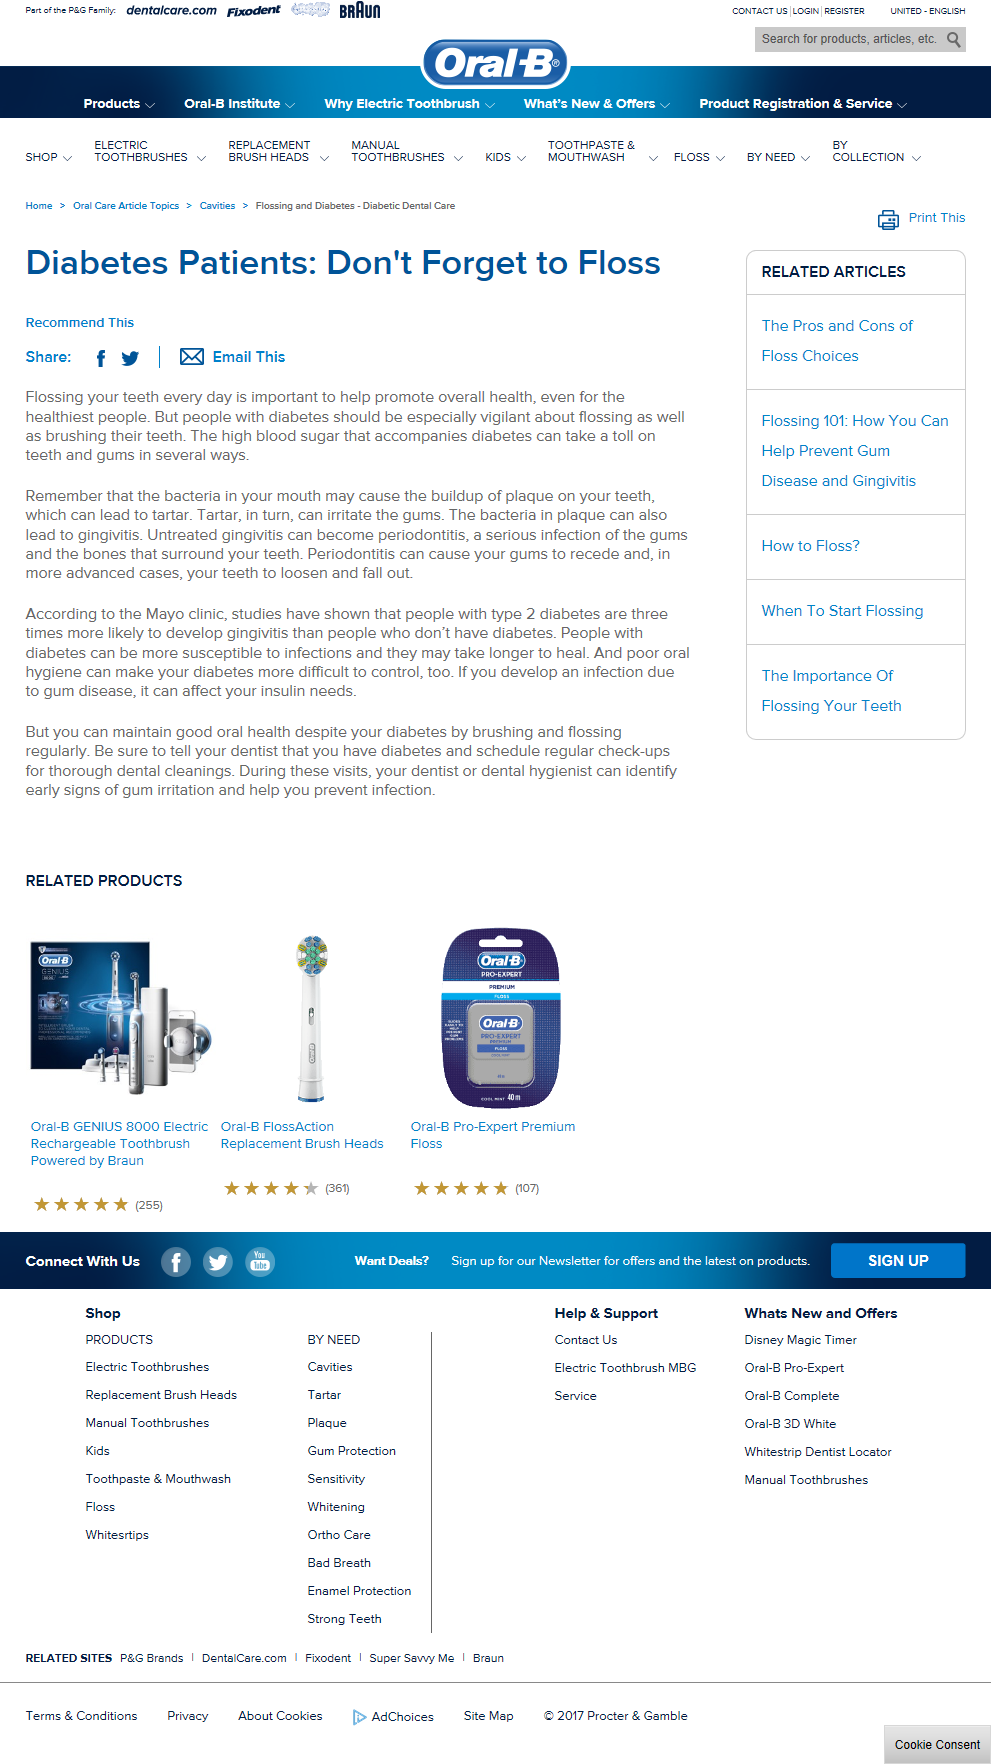 Part of the P&G Family: dentalcare.com Fixodent BRAUN
CONTACT US | LOGIN | REGISTER UNITED - ENGLISH
Search for products, articles, etc.
Oral-B®
Products Oral-B Institute Why Electric Toothbrush What's New & Offers Product Registration & Service
SHOP ELECTRIC TOOTHBRUSHES REPLACEMENT BRUSH HEADS MANUAL TOOTHBRUSHES KIDS TOOTHPASTE & MOUTHWASH FLOSS BY NEED BY COLLECTION
Home > Oral Care Article Topics > Cavities > Flossing and Diabetes - Diabetic Dental Care
Print This
Diabetes Patients: Don't Forget to Floss
Recommend This
Share: Email This
Flossing your teeth every day is important to help promote overall health, even for the
healthiest people. But people with diabetes should be especially vigilant about flossing as well
as brushing their teeth. The high blood sugar that accompanies diabetes can take a toll on
teeth and gums in several ways.
Remember that the bacteria in your mouth may cause the buildup of plaque on your teeth,
which can lead to tartar. Tartar, in turn, can irritate the gums. The bacteria in plaque can also
lead to gingivitis. Untreated gingivitis can become periodontitis, a serious infection of the gums
and the bones that surround your teeth. Periodontitis can cause your gums to recede and, in
more advanced cases, your teeth to loosen and fall out.
According to the Mayo clinic, studies have shown that people with type 2 diabetes are three
times more likely to develop gingivitis than people who don't have diabetes. People with
diabetes can be more susceptible to infections and they may take longer to heal. And poor oral
hygiene can make your diabetes more difficult to control, too. If you develop an infection due
to gum disease, it can affect your insulin needs.
But you can maintain good oral health despite your diabetes by brushing and flossing
regularly. Be sure to tell your dentist that you have diabetes and schedule regular check-ups
for thorough dental cleanings. During these visits, your dentist or dental hygienist can identify
early signs of gum irritation and help you prevent infection.
RELATED ARTICLES
The Pros and Cons of
Floss Choices
Flossing 101: How You Can
Help Prevent Gum
Disease and Gingivitis
How to Floss?
When To Start Flossing
The Importance Of
Flossing Your Teeth
RELATED PRODUCTS
Oral-B
GENIUS
Oral-B
Oral-B
PRO-EXPERT
PREMIUM
FLOSS
Oral-B
PRO-EXPERT
PREMIUM
FLOSS
COOL MINT 40m
Oral-B GENIUS 8000 Electric
Rechargeable Toothbrush
Powered by Braun
(255)
Oral-B FlossAction
Replacement Brush Heads
(361)
Oral-B Pro-Expert Premium
Floss
(107)
Connect With Us You Tube Want Deals? Sign up for our Newsletter for offers and the latest on products. SIGN UP
Shop
PRODUCTS
Electric Toothbrushes
Replacement Brush Heads
Manual Toothbrushes
Kids
Toothpaste & Mouthwash
Floss
Whitesrtips
BY NEED
Cavities
Tartar
Plaque
Gum Protection
Sensitivity
Whitening
Ortho Care
Bad Breath
Enamel Protection
Strong Teeth
Help & Support
Contact Us
Electric Toothbrush MBG
Service
Whats New and Offers
Disney Magic Timer
Oral-B Pro-Expert
Oral-B Complete
Oral-B 3D White
Whitestrip Dentist Locator
Manual Toothbrushes
RELATED SITES P&G Brands | DentalCare.com | Fixodent | Super Savvy Me | Braun
Terms & Conditions Privacy About Cookies AdChoices Site Map © 2017 Procter & Gamble
Cookie Consent